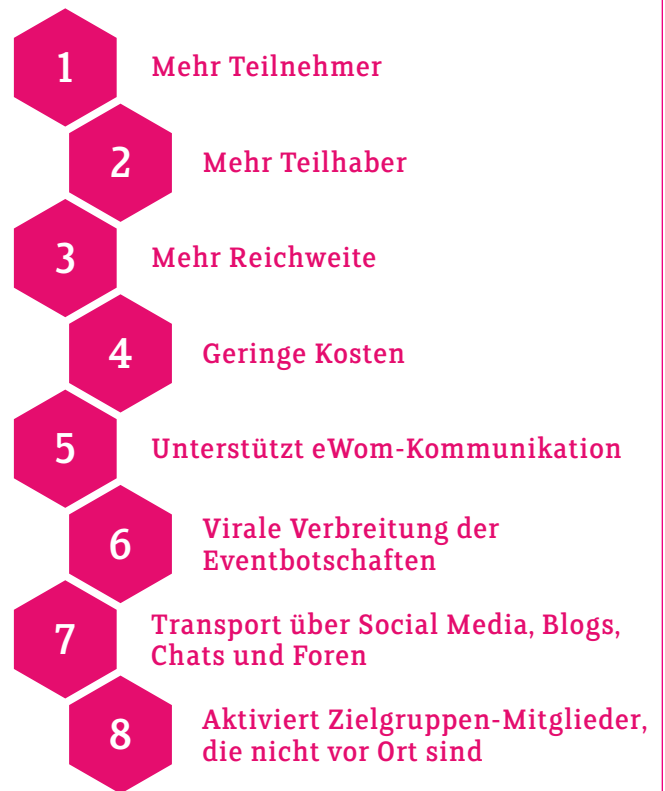 1 Mehr Teilnehmer
2 Mehr Teilhaber
3 Mehr Reichweite
4 Geringe Kosten
5 Unterstützt eWom-Kommunikation
6 Virale Verbreitung der
Eventbotschaften
7 Transport über Social Media, Blogs,
Chats und Foren
8 Aktiviert Zielgruppen-Mitglieder,
die nicht vor Ort sind